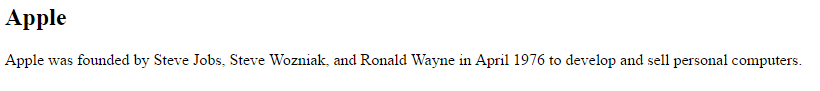 Apple
Apple was founded by Steve Jobs, Steve Wozniak, and Ronald Wayne in April 1976 to develop and sell personal computers.